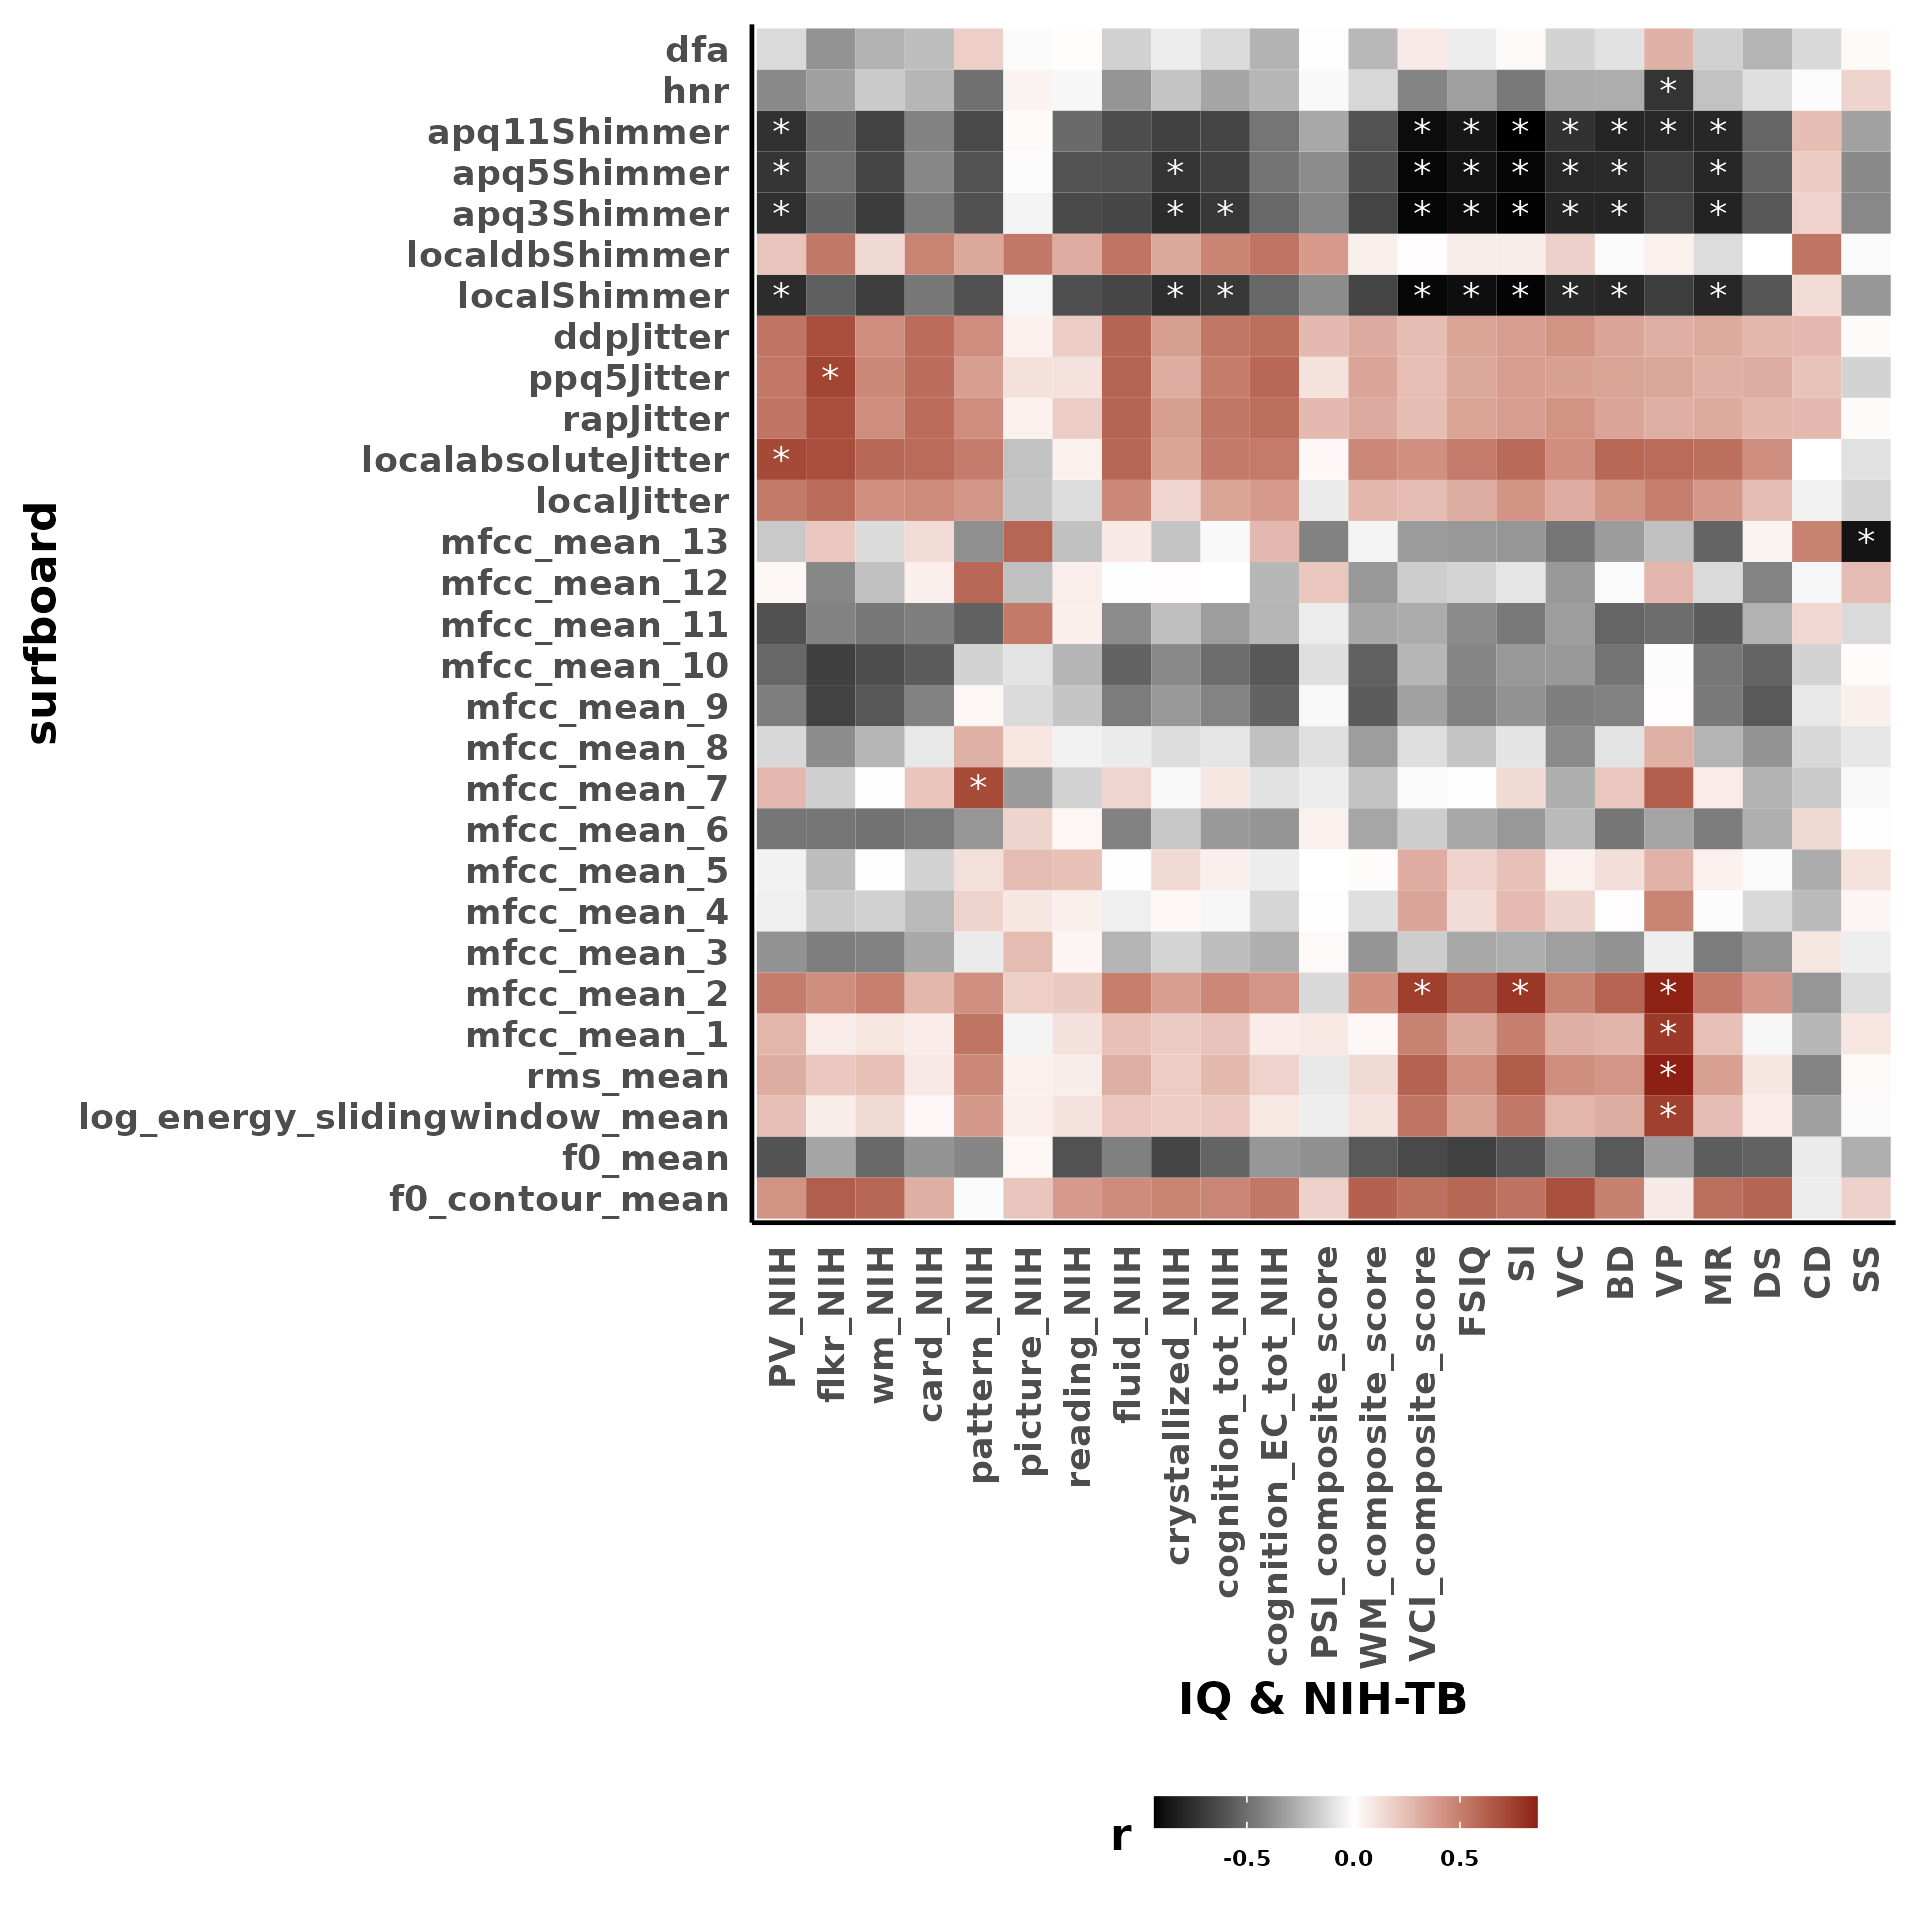 surfboard
dfa
hnr
apq11Shimmer
apq5Shimmer
apq3Shimmer
localdbShimmer
localShimmer
ddpJitter
ppq5Jitter
rapJitter
localabsoluteJitter
localJitter
mfcc_mean_13
mfcc_mean_12
mfcc_mean_11
mfcc_mean_10
mfcc_mean_9
mfcc_mean_8
mfcc_mean_7
mfcc_mean_6
mfcc_mean_5
mfcc_mean_4
mfcc_mean_3
mfcc_mean_2
mfcc_mean_1
rms_mean
log_energy_slidingwindow_mean
f0_mean
f0_contour_mean
*
* * * * * * * *
* * * * * * * *
* * * * * * * * *
* * * * * * * * *
*
*
*
*
* * *
*
*
*
PV_NIH
flkr_NIH
wm_NIH
card_NIH
pattern_NIH
picture_NIH
reading_NIH
fluid_NIH
crystallized_NIH
cognition_tot_NIH
cognition_EC_tot_NIH
PSI_composite_score
WM_composite_score
VCI_composite_score
FSIQ
SI
VC
BD
VP
MR
DS
CD
SS
IQ & NIH-TB
r
-0.5 0.0 0.5